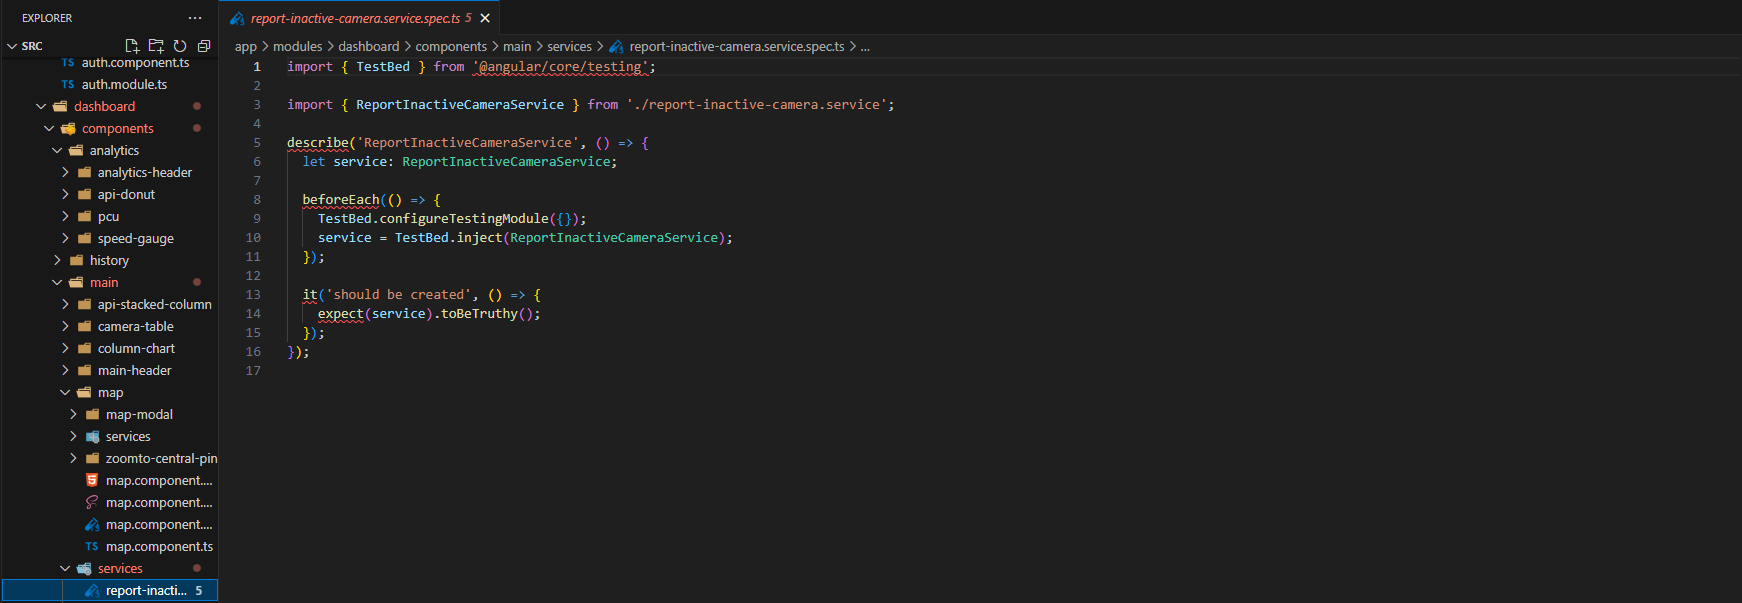 EXPLORER
···
SRC
TS auth.component.ts
TS auth.module.ts
dashboard
components
analytics
analytics-header
api-donut
pcu
speed-gauge
history
main
api-stacked-column
camera-table
column-chart
main-header
map
map-modal
services
zoomto-central-pin
map.component....
map.component....
map.component....
TS map.component.ts
services
report-inacti... 5
report-inactive-camera.service.spec.ts 5
app > modules > dashboard > components > main > services > report-inactive-camera.service.spec.ts > ...
1 import { TestBed } from '@angular/core/testing';
2
3 import { ReportInactiveCameraService } from './report-inactive-camera.service';
4
5 describe('ReportInactiveCameraService', () => {
6 let service: ReportInactiveCameraService;
7
8 beforeEach(() => {
9 TestBed.configureTestingModule({});
10 service = TestBed.inject(ReportInactiveCameraService);
11 });
12
13 it('should be created', () => {
14 expect(service).toBeTruthy();
15 });
16 });
17